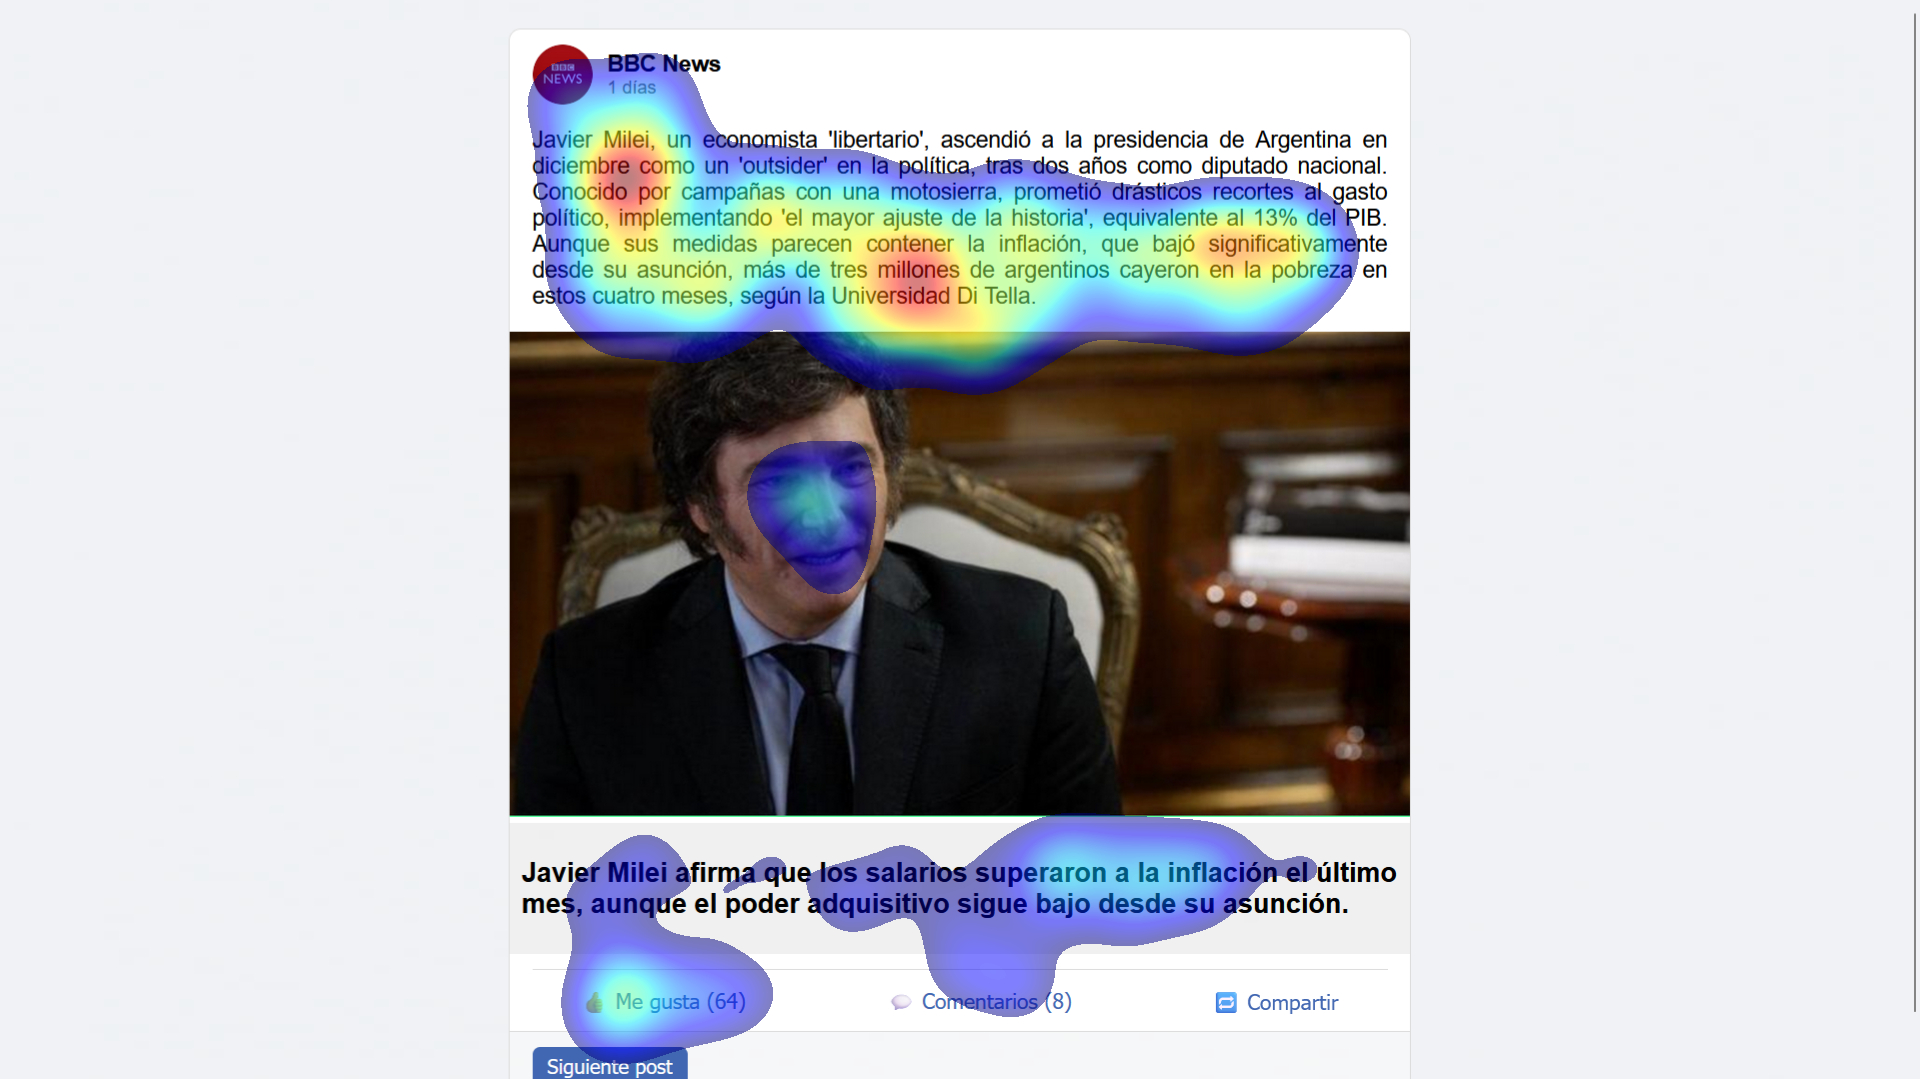 BBC
NEWS
BBC News
1 días
Javier Milei, un economista 'libertario', ascendió a la presidencia de Argentina en
diciembre como un 'outsider' en la política, tras dos años como diputado nacional.
Conocido por campañas con una motosierra, prometió drásticos recortes al gasto
político, implementando 'el mayor ajuste de la historia', equivalente al 13% del PIB.
Aunque sus medidas parecen contener la inflación, que bajó significativamente
desde su asunción, más de tres millones de argentinos cayeron en la pobreza en
estos cuatro meses, según la Universidad Di Tella.
Javier Milei afirma que los salarios superaron a la inflación el último
mes, aunque el poder adquisitivo sigue bajo desde su asunción.
Me gusta (64) Comentarios (8) Compartir
Siguiente post